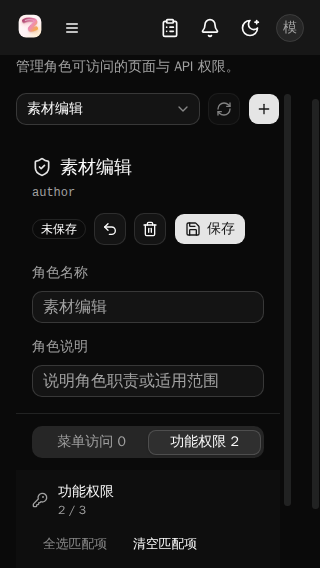 模
管理角色可访问的页面与 API 权限。
素材编辑
素材编辑
author
未保存
保存
角色名称
素材编辑
角色说明
说明角色职责或适用范围
菜单访问 0
功能权限 2
功能权限
2 / 3
全选匹配项
清空匹配项